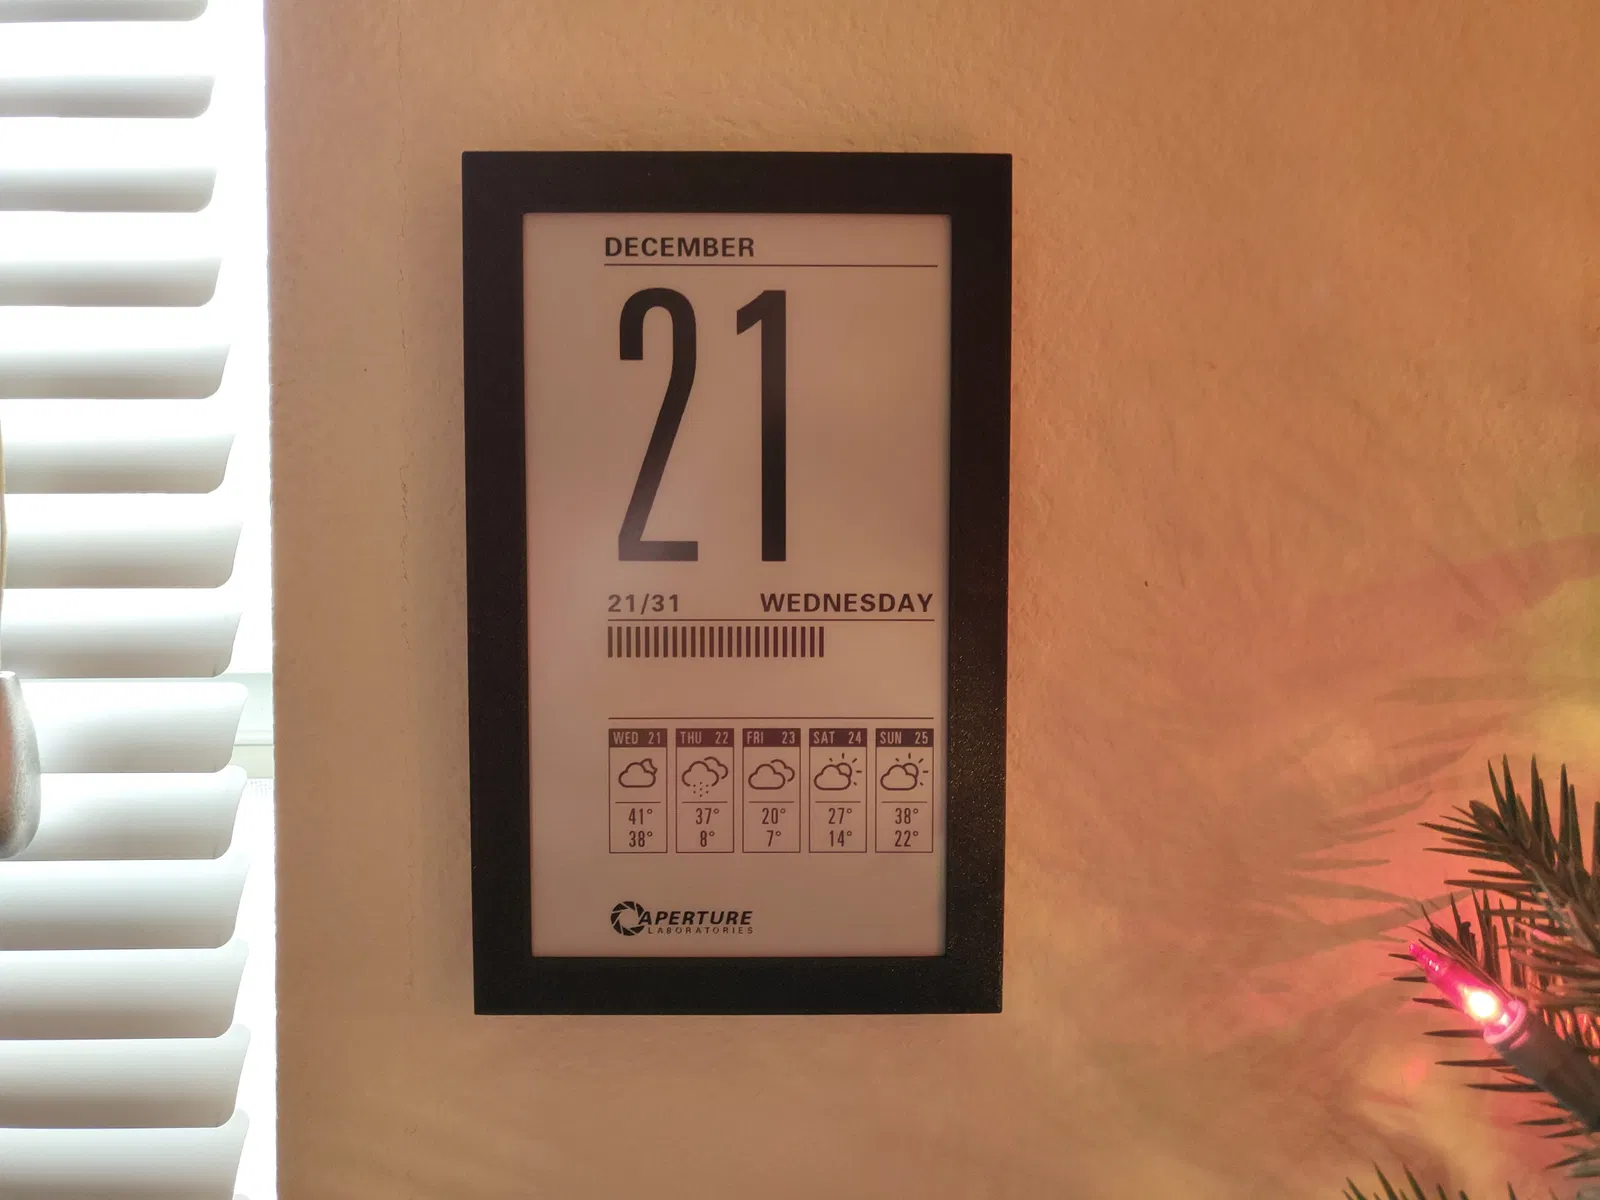 DECEMBER
21
21/31 WEDNESDAY
WED 21 THU 22 FRI 23 SAT 24 SUN 25
41° 37° 20° 27° 38°
38° 8° 7° 14° 22°
APERTURE
LABORATORIES